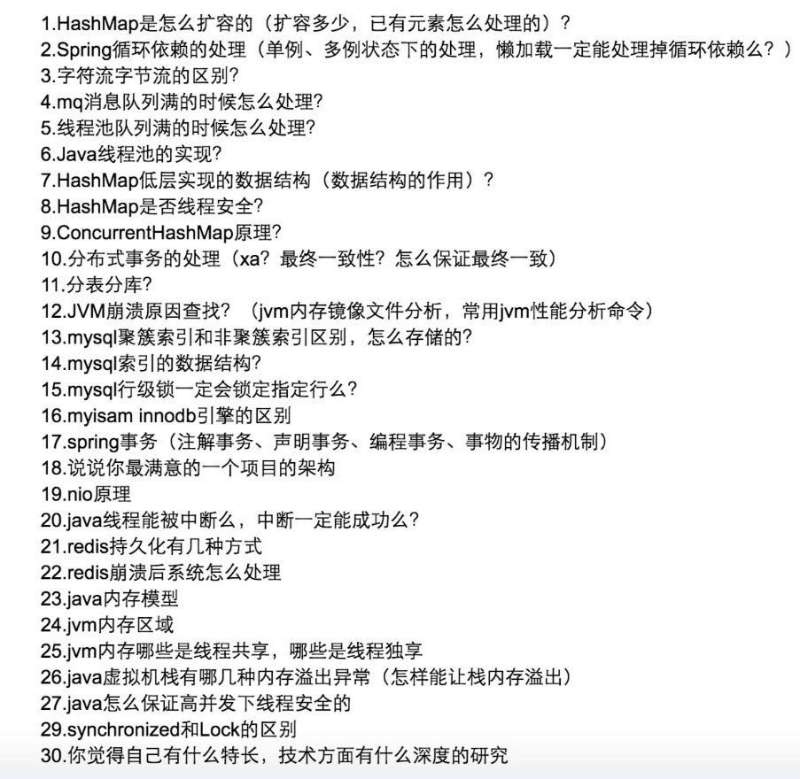 1.HashMap是怎么扩容的（扩容多少，已有元素怎么处理的）?
2.Spring循环依赖的处理（单例、多例状态下的处理，懒加载一定能处理掉循环依赖么？）
3.字符流字节流的区别?
4.mq消息队列满的时候怎么处理?
5.线程池队列满的时候怎么处理?
6.Java线程池的实现?
7.HashMap低层实现的数据结构（数据结构的作用）?
8.HashMap是否线程安全?
9.ConcurrentHashMap原理?
10.分布式事务的处理（xa？最终一致性？怎么保证最终一致）
11.分表分库?
12.JVM崩溃原因查找？（jvm内存镜像文件分析，常用jvm性能分析命令）
13.mysql聚簇索引和非聚簇索引区别，怎么存储的?
14.mysql索引的数据结构?
15.mysql行级锁一定会锁定指定行么?
16.myisam innodb引擎的区别
17.spring事务（注解事务、声明事务、编程事务、事物的传播机制）
18.说说你最满意的一个项目的架构
19.nio原理
20.java线程能被中断么，中断一定能成功么?
21.redis持久化有几种方式
22.redis崩溃后系统怎么处理
23.java内存模型
24.jvm内存区域
25.jvm内存哪些是线程共享，哪些是线程独享
26.java虚拟机栈有哪几种内存溢出异常（怎样能让栈内存溢出）
27.java怎么保证高并发下线程安全的
29.synchronized和Lock的区别
30.你觉得自己有什么特长，技术方面有什么深度的研究